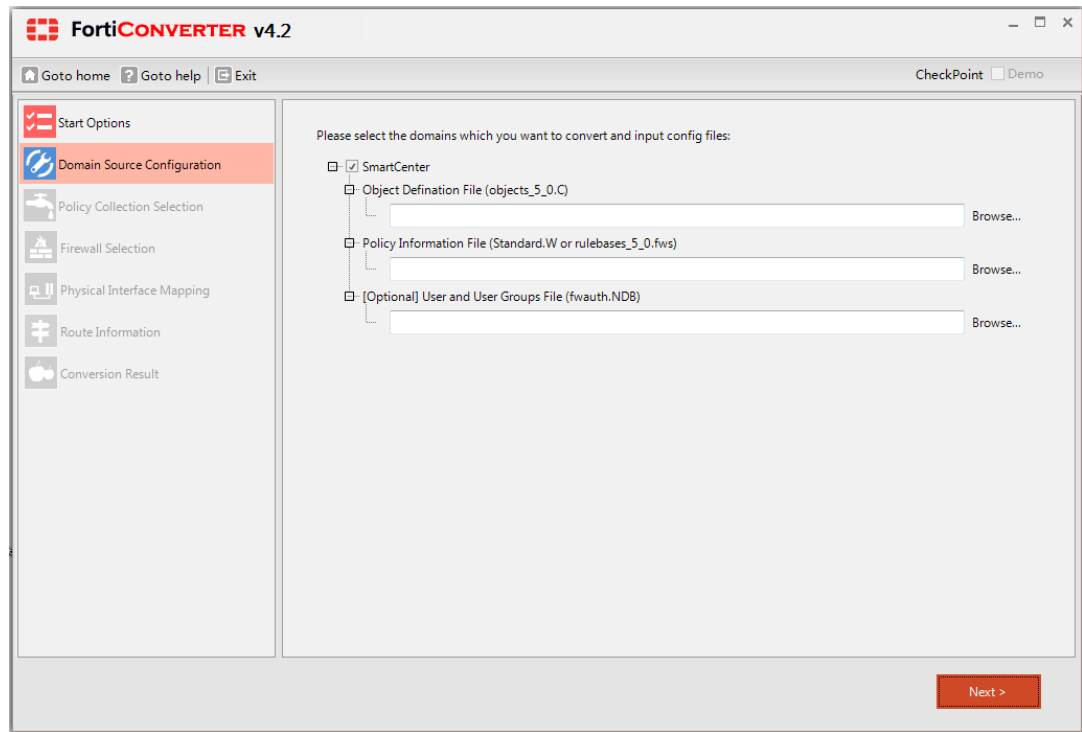 FortiCONVERTER v4.2
Goto home Goto help Exit CheckPoint Demo
Start Options
Domain Source Configuration
Policy Collection Selection
Firewall Selection
Physical Interface Mapping
Route Information
Conversion Result
Please select the domains which you want to convert and input config files:
SmartCenter
Object Defination File (objects_5_0.C)
Browse...
Policy Information File (Standard.W or rulebases_5_0.fws)
Browse...
[Optional] User and User Groups File (fwauth.NDB)
Browse...
Next >